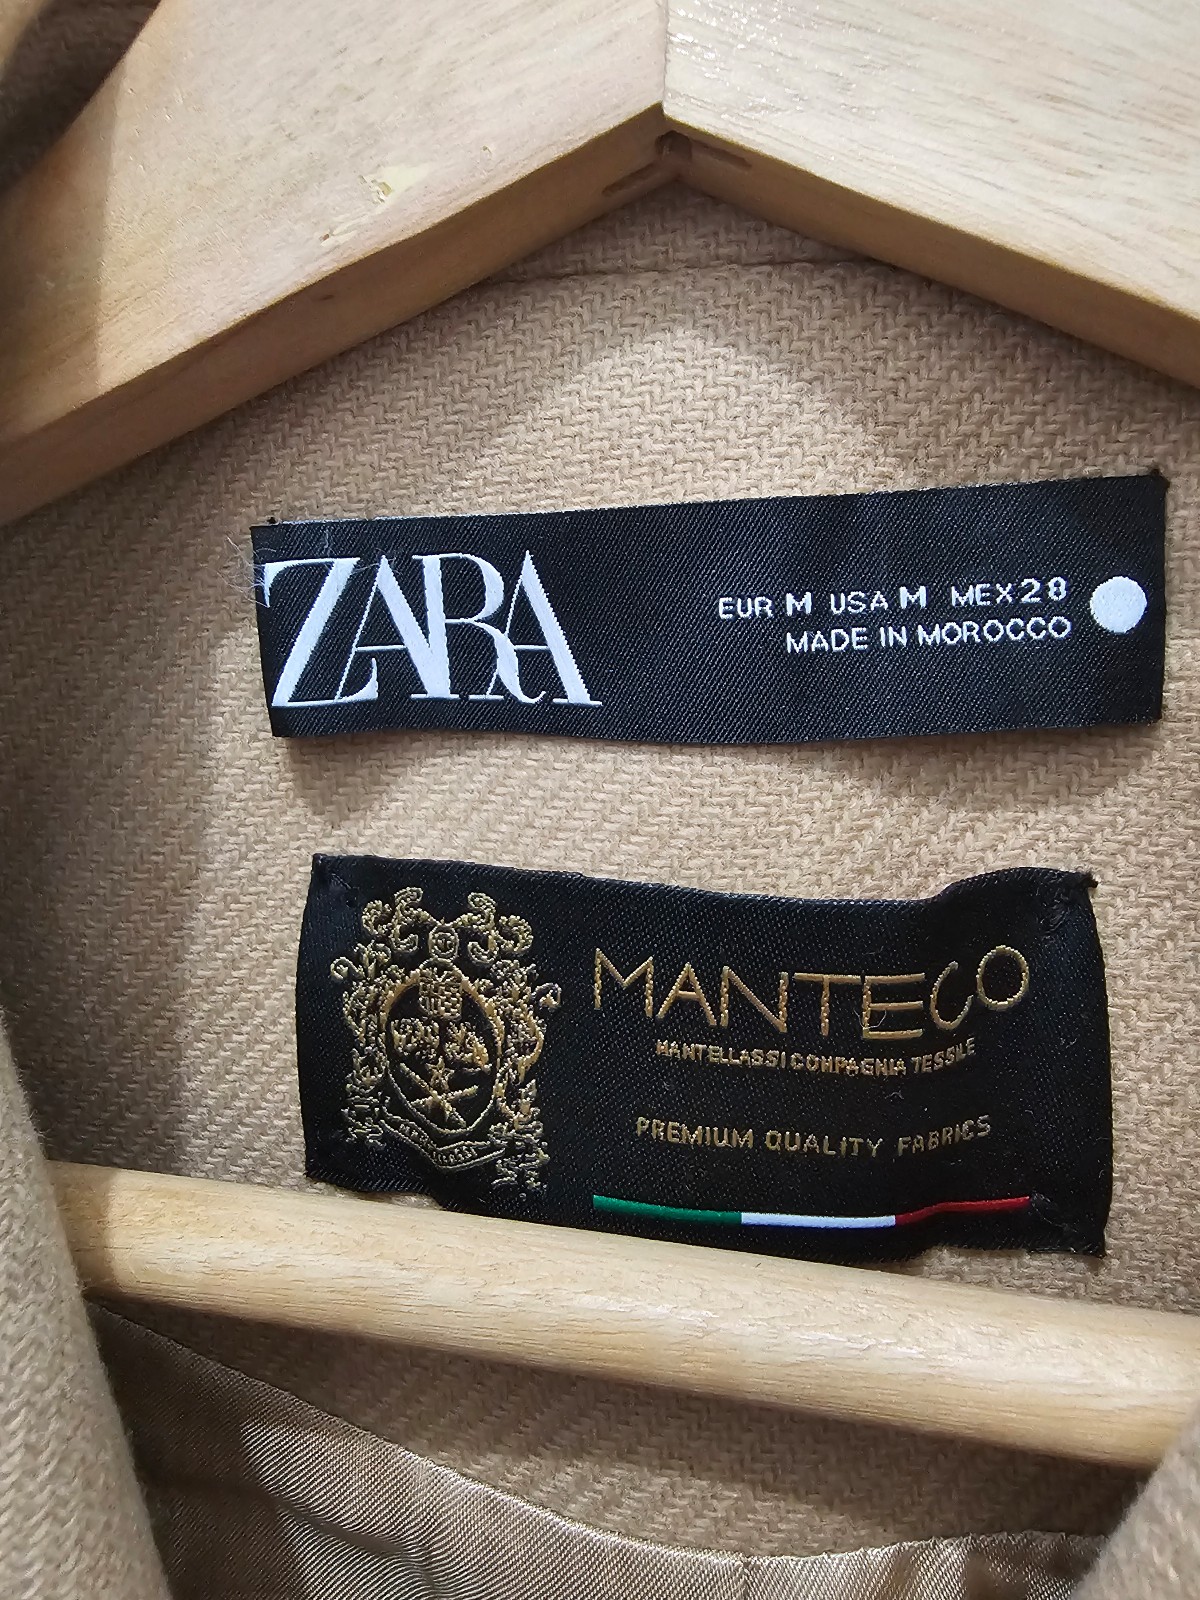 ZARA
EUR M USA M MEX 28
MADE IN MOROCCO
MANTECO
MANTELLASSI COMPAGNIA TESSILE
PREMIUM QUALITY FABRICS